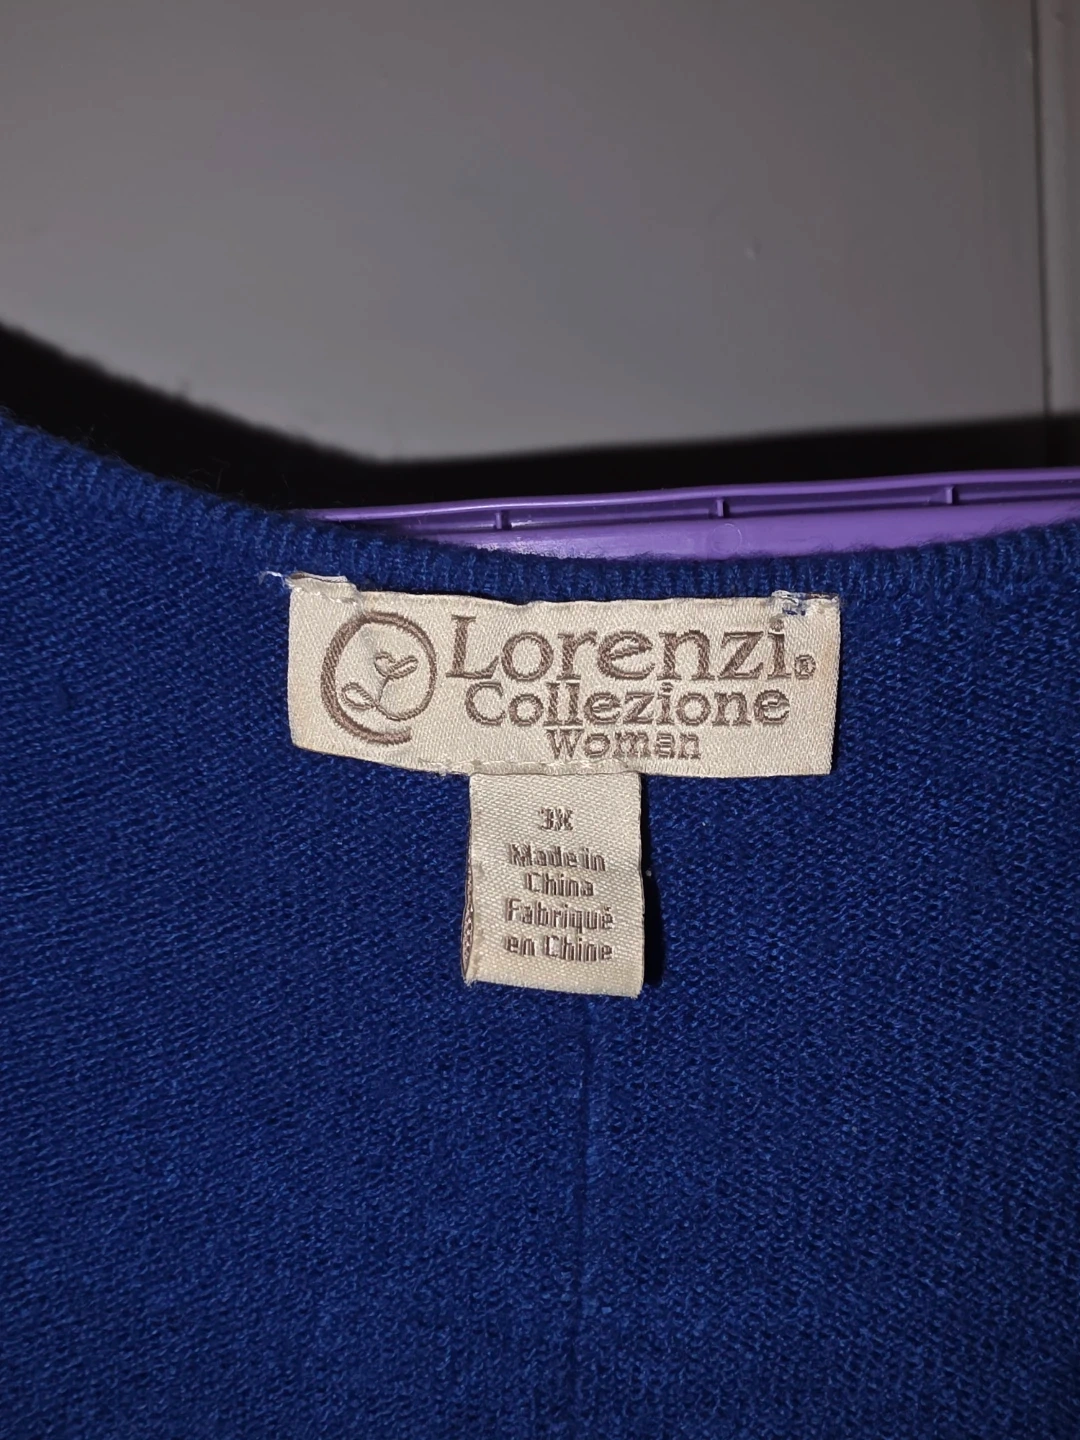 Lorenzi®
Collezione
Woman
3X
Made in
China
Fabriqué
en Chine